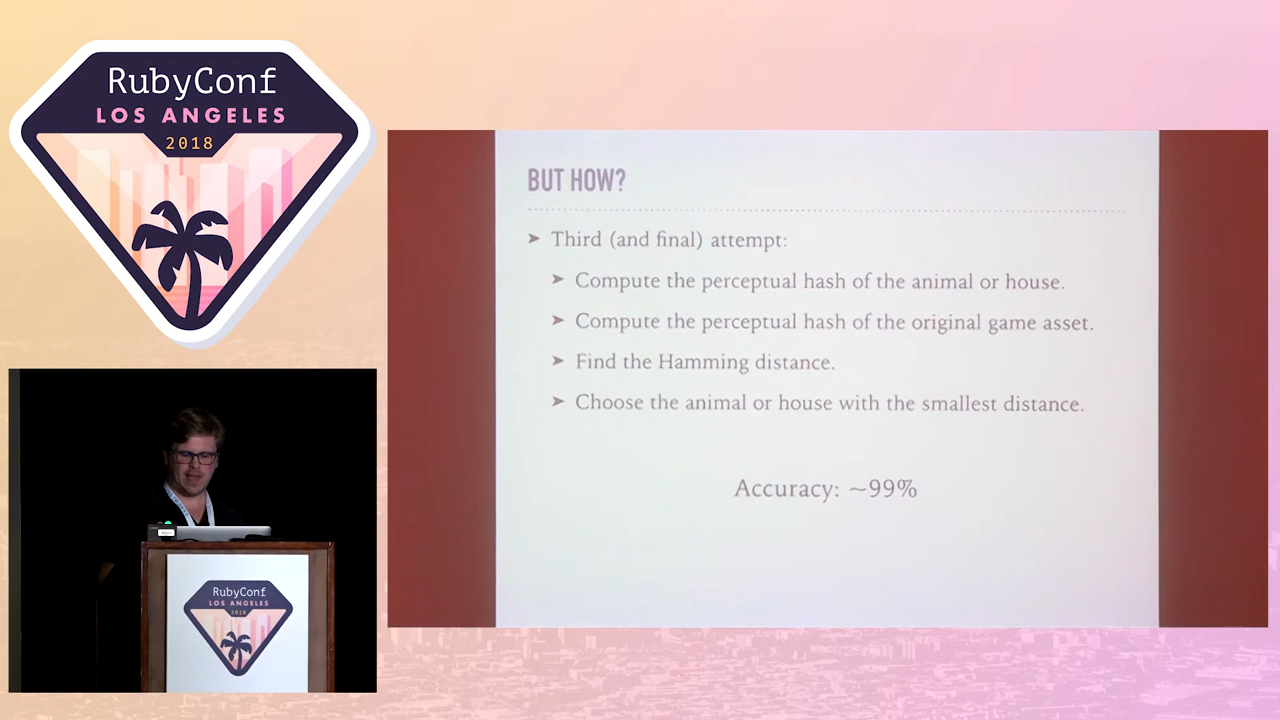 RubyConf
LOS ANGELES
2018
BUT HOW?
➤ Third (and final) attempt:
➤ Compute the perceptual hash of the animal or house.
➤ Compute the perceptual hash of the original game asset.
➤ Find the Hamming distance.
➤ Choose the animal or house with the smallest distance.
Accuracy: ~99%
RubyConf
LOS ANGELES
2018